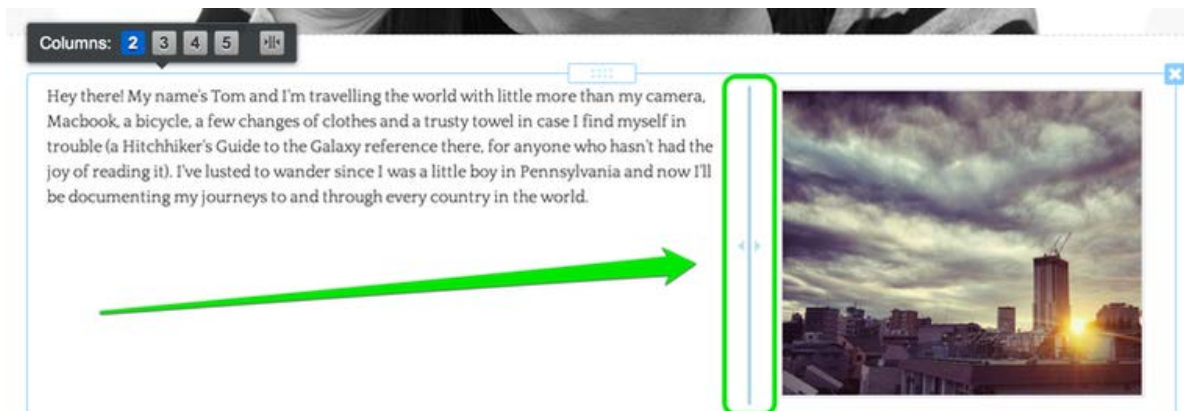 Columns: 2 3 4 5
Hey there! My name's Tom and I'm travelling the world with little more than my camera,
Macbook, a bicycle, a few changes of clothes and a trusty towel in case I find myself in
trouble (a Hitchhiker's Guide to the Galaxy reference there, for anyone who hasn't had the
joy of reading it). I've lusted to wander since I was a little boy in Pennsylvania and now I'll
be documenting my journeys to and through every country in the world.